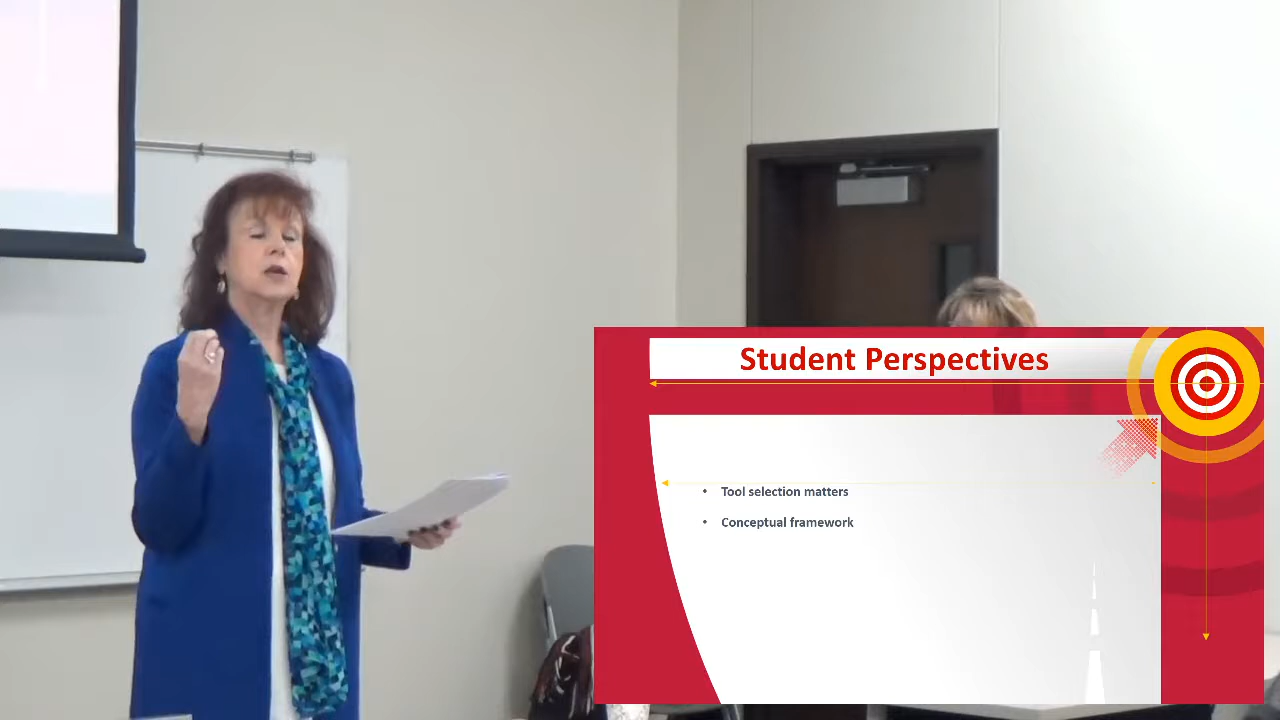 Student Perspectives
• Tool selection matters
• Conceptual framework